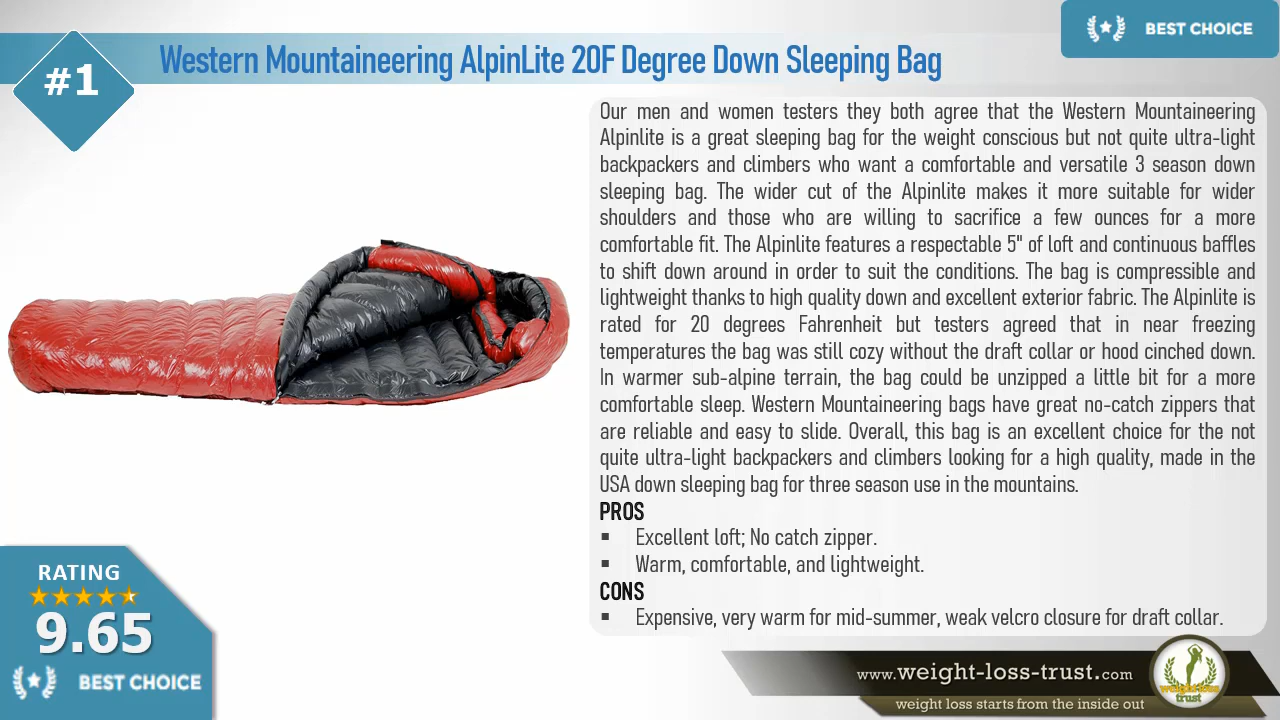 #1
Western Mountaineering AlpinLite 20F Degree Down Sleeping Bag
BEST CHOICE
Our men and women testers they both agree that the Western Mountaineering
Alpinlite is a great sleeping bag for the weight conscious but not quite ultra-light
backpackers and climbers who want a comfortable and versatile 3 season down
sleeping bag. The wider cut of the Alpinlite makes it more suitable for wider
shoulders and those who are willing to sacrifice a few ounces for a more
comfortable fit. The Alpinlite features a respectable 5" of loft and continuous baffles
to shift down around in order to suit the conditions. The bag is compressible and
lightweight thanks to high quality down and excellent exterior fabric. The Alpinlite is
rated for 20 degrees Fahrenheit but testers agreed that in near freezing
temperatures the bag was still cozy without the draft collar or hood cinched down.
In warmer sub-alpine terrain, the bag could be unzipped a little bit for a more
comfortable sleep. Western Mountaineering bags have great no-catch zippers that
are reliable and easy to slide. Overall, this bag is an excellent choice for the not
quite ultra-light backpackers and climbers looking for a high quality, made in the
USA down sleeping bag for three season use in the mountains.
PROS
▪ Excellent loft; No catch zipper.
▪ Warm, comfortable, and lightweight.
CONS
▪ Expensive, very warm for mid-summer, weak velcro closure for draft collar.
RATING
9.65
BEST CHOICE
www.weight-loss-trust.com
weight loss starts from the inside out
weight loss
trust